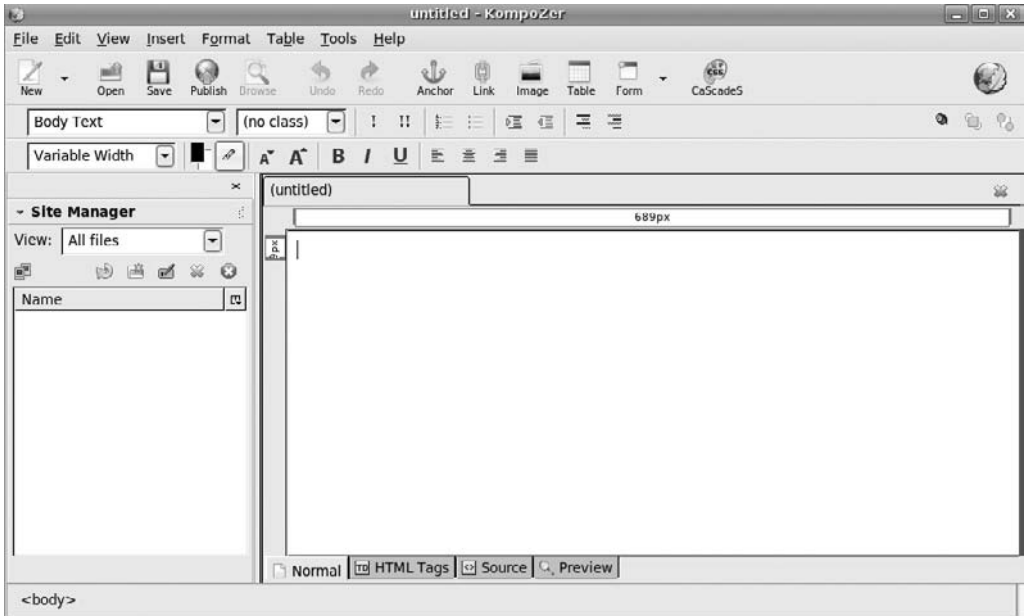 untitled - KompoZer
File Edit View Insert Format Table Tools Help
New Open Save Publish Browse Undo Redo Anchor Link Image Table Form CaScadeS
Body Text (no class) ! !!
Variable Width A A B I U
(untitled)
Site Manager
689px
View: All files
Name
Normal HTML Tags Source Preview
<body>